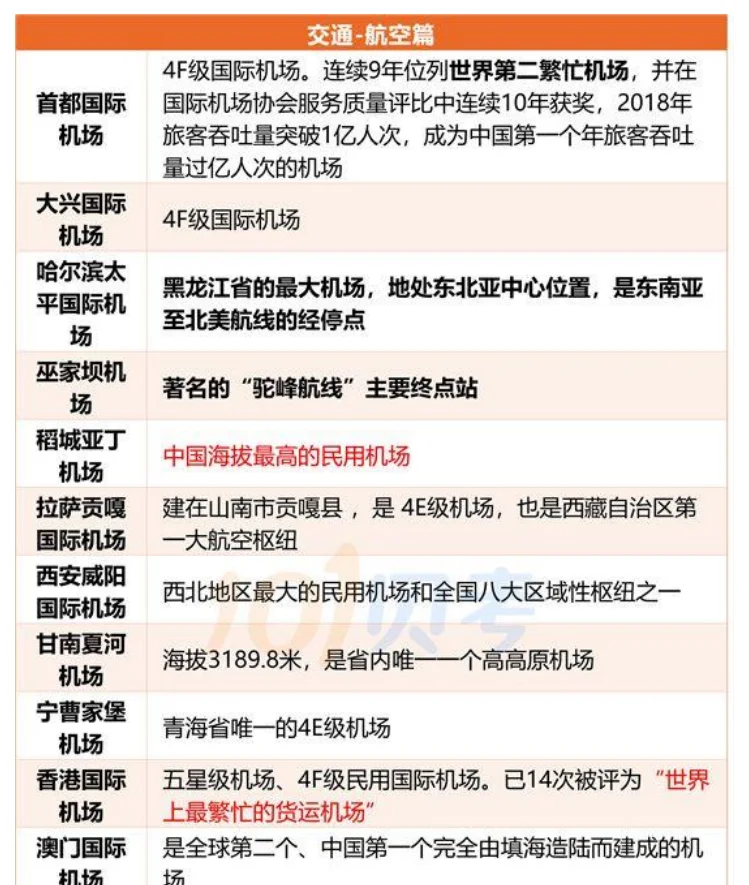 交通-航空篇
首都国际
机场
4F级国际机场。连续9年位列世界第二繁忙机场，并在
国际机场协会服务质量评比中连续10年获奖，2018年
旅客吞吐量突破1亿人次，成为中国第一个年旅客吞吐
量过亿人次的机场
大兴国际
机场
4F级国际机场
哈尔滨太
平国际机
场
黑龙江省的最大机场，地处东北亚中心位置，是东南亚
至北美航线的经停点
巫家坝机
场
著名的“驼峰航线”主要终点站
稻城亚丁
机场
中国海拔最高的民用机场
拉萨贡嘎
国际机场
建在山南市贡嘎县 ，是 4E级机场，也是西藏自治区第
一大航空枢纽
西安威阳
国际机场
西北地区最大的民用机场和全国八大区域性枢纽之一
甘南夏河
机场
海拔3189.8米，是省内唯一一个高高原机场
宁曹家堡
机场
青海省唯一的4E级机场
香港国际
机场
五星级机场、4F级民用国际机场。已14次被评为“世界
上最繁忙的货运机场”
澳门国际
机场
是全球第二个、中国第一个完全由填海造陆而建成的机
场
101贝考